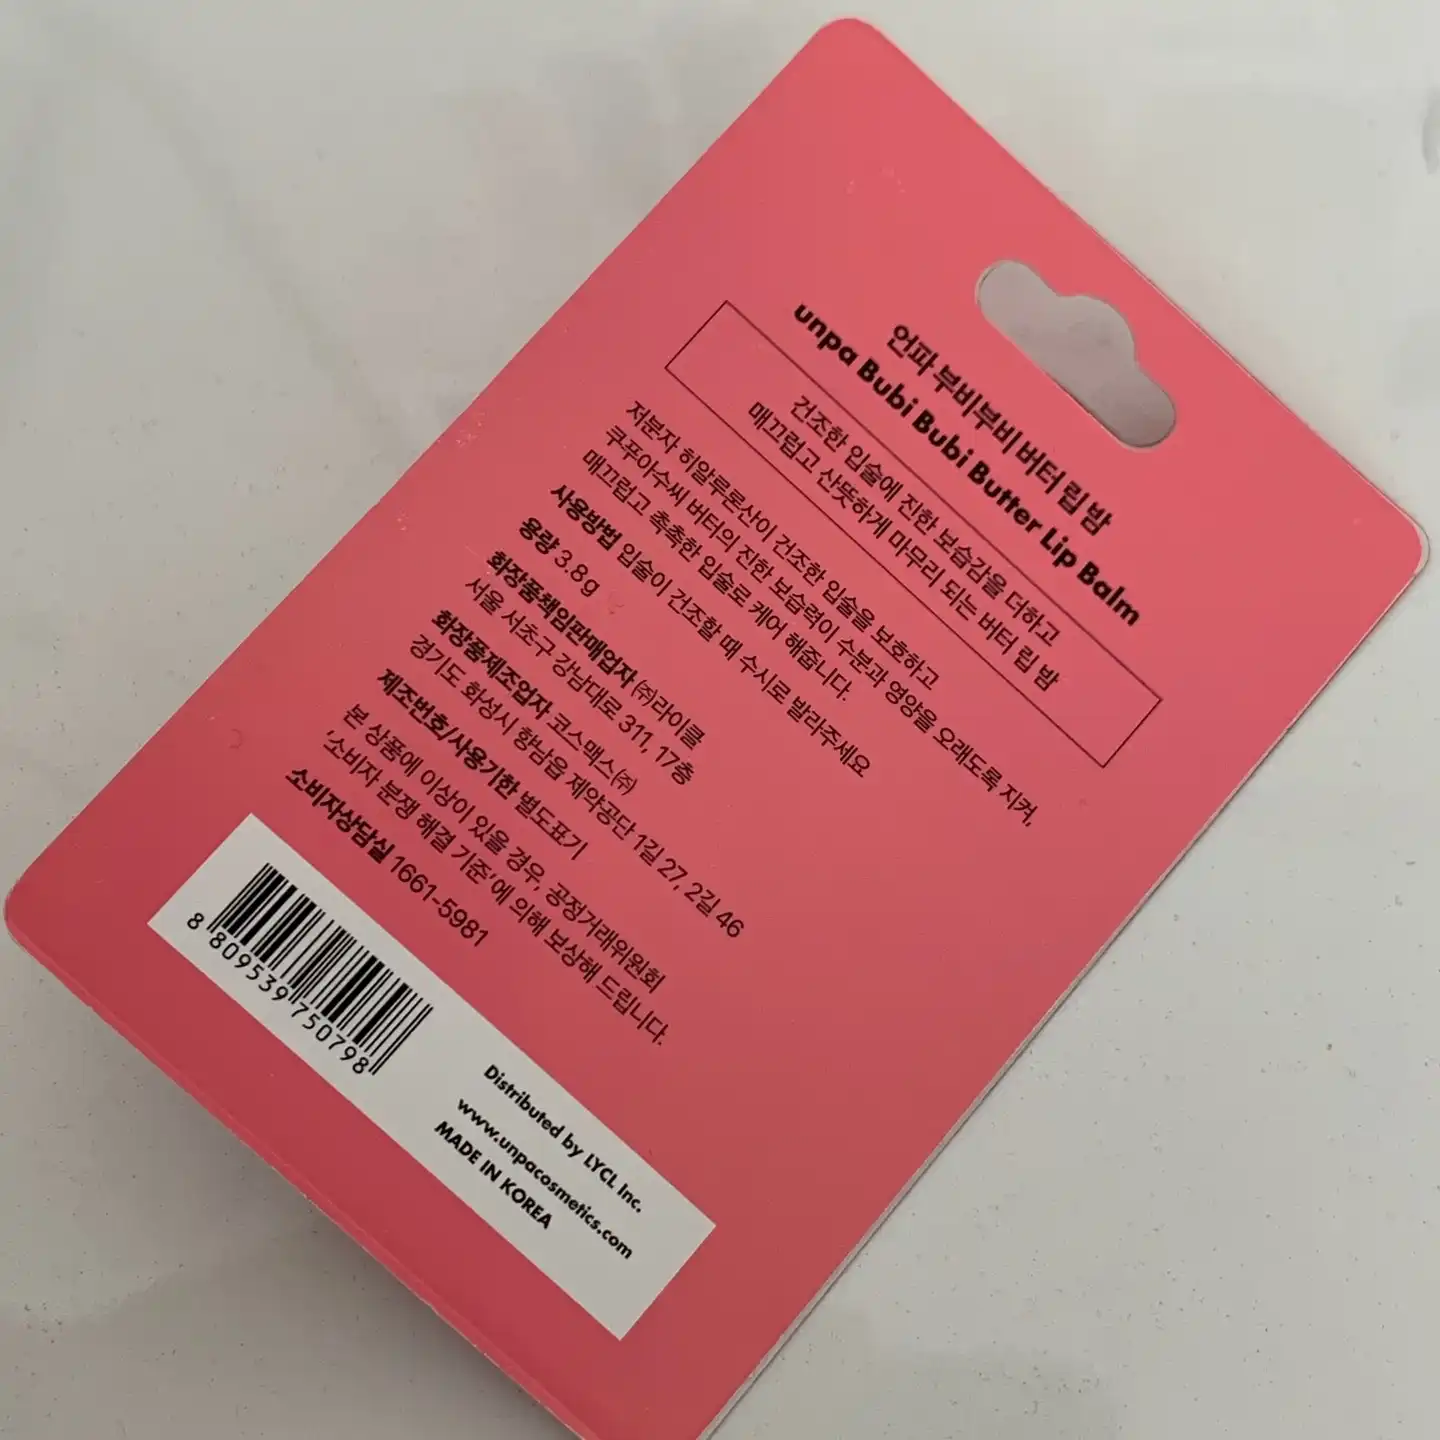 언파 부비부비 버터 립 밤
unpa Bubi Bubi Butter Lip Balm
건조한 입술에 진한 보습감을 더하고
매끄럽고 산뜻하게 마무리 되는 버터 립 밤
저분자 히알루론산이 건조한 입술을 보호하고
쿠푸아수씨 버터의 진한 보습력이 수분과 영양을 오래도록 지켜,
매끄럽고 촉촉한 입술로 케어 해줍니다.
사용방법 입술이 건조할 때 수시로 발라주세요
용량 3.8g
화장품책임판매업자 ㈜라이클
서울 서초구 강남대로 311, 17층
화장품제조업자 코스맥스㈜
경기도 화성시 향남읍 제약공단 1길 27, 2길 46
제조번호/사용기한 별도표기
본 상품에 이상이 있을 경우, 공정거래위원회
'소비자 분쟁 해결 기준'에 의해 보상해 드립니다.
소비자상담실 1661-5981
8 809539 750798
Distributed by LYCL Inc.
www.unpacosmetics.com
MADE IN KOREA